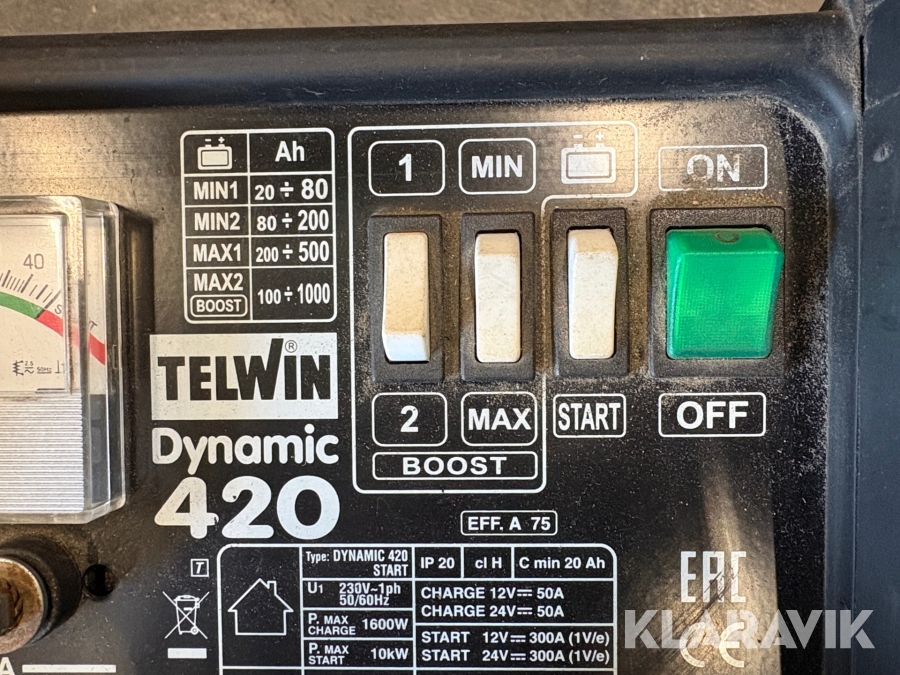 Ah
MIN1 20 ÷ 80
MIN2 80 ÷ 200
MAX1 200 ÷ 500
MAX2 BOOST 100 ÷ 1000
1 MIN ON
2 MAX START OFF
BOOST
40
TELWIN®
Dynamic
420
EFF. A 75
Type: DYNAMIC 420 START
IP 20 cl H C min 20 Ah
U1 230V~1ph 50/60Hz
P. MAX CHARGE 1600W
P. MAX START 10kW
CHARGE 12V⎓ 50A
CHARGE 24V⎓ 50A
START 12V⎓ 300A (1V/e)
START 24V⎓ 300A (1V/e)
T
EAC
CE
A
KLARAVIK